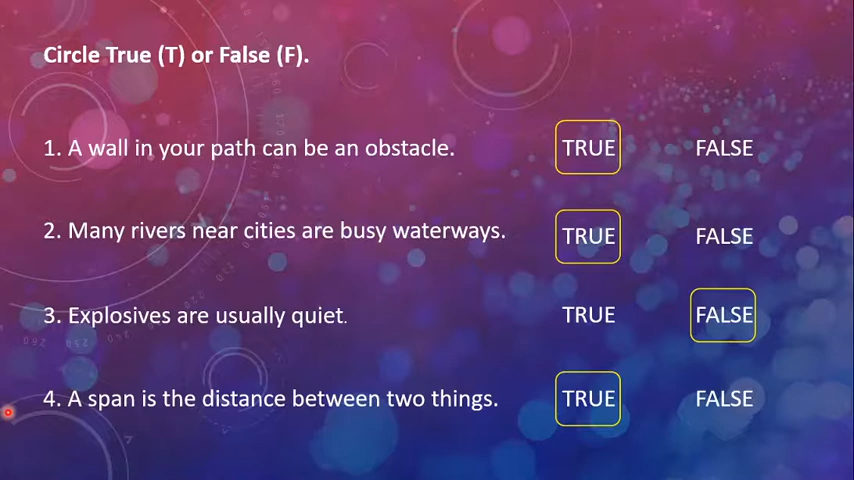 Circle True (T) or False (F).
1. A wall in your path can be an obstacle. TRUE FALSE
2. Many rivers near cities are busy waterways. TRUE FALSE
3. Explosives are usually quiet. TRUE FALSE
4. A span is the distance between two things. TRUE FALSE